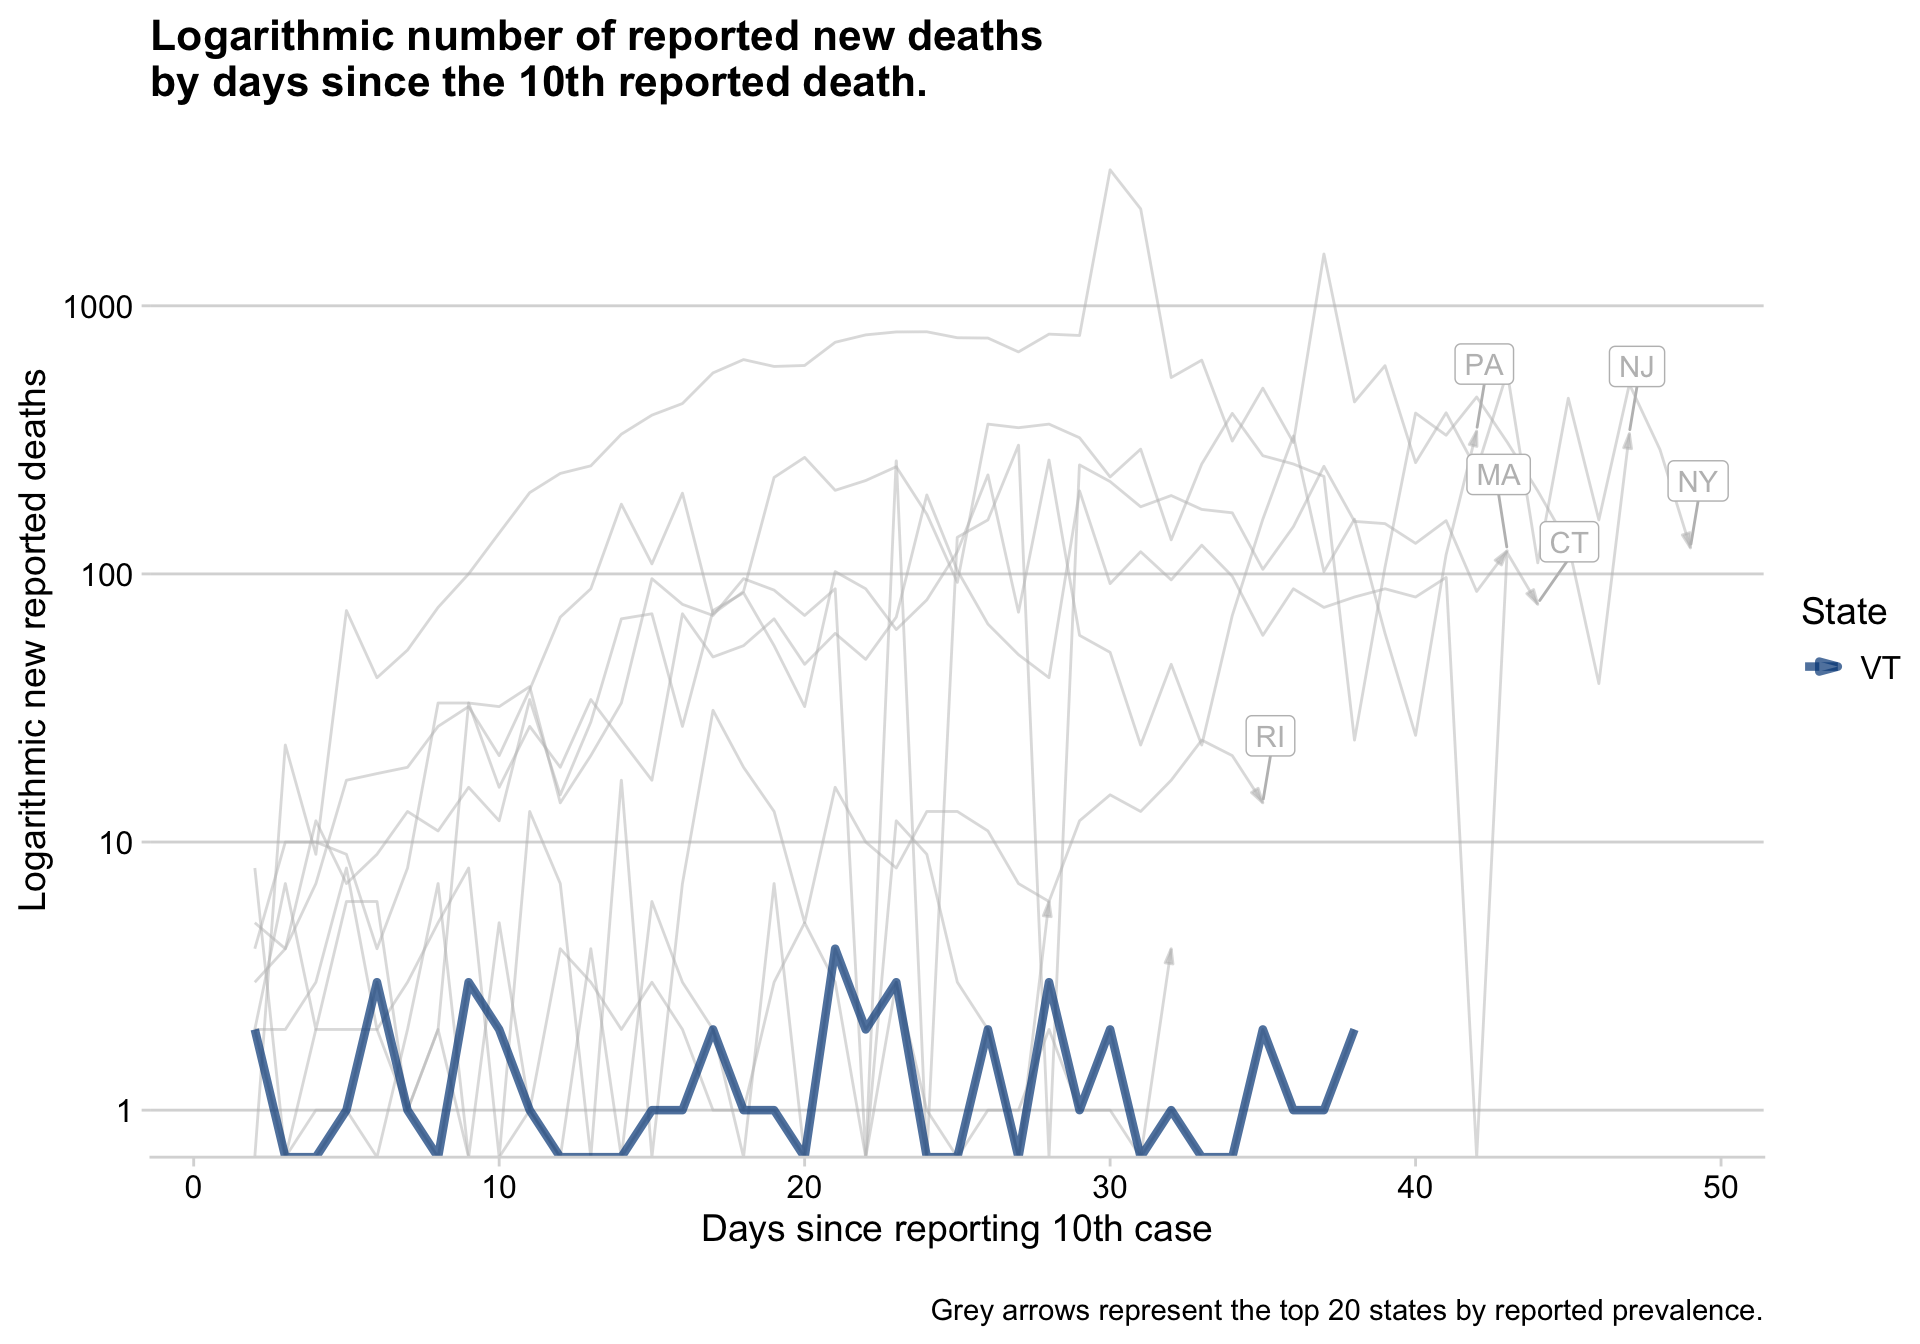 Logarithmic number of reported new deaths
by days since the 10th reported death.
Logarithmic new reported deaths
1000
100
10
1
PA
NJ
MA
NY
CT
RI
State
VT
0 10 20 30 40 50
Days since reporting 10th case
Grey arrows represent the top 20 states by reported prevalence.